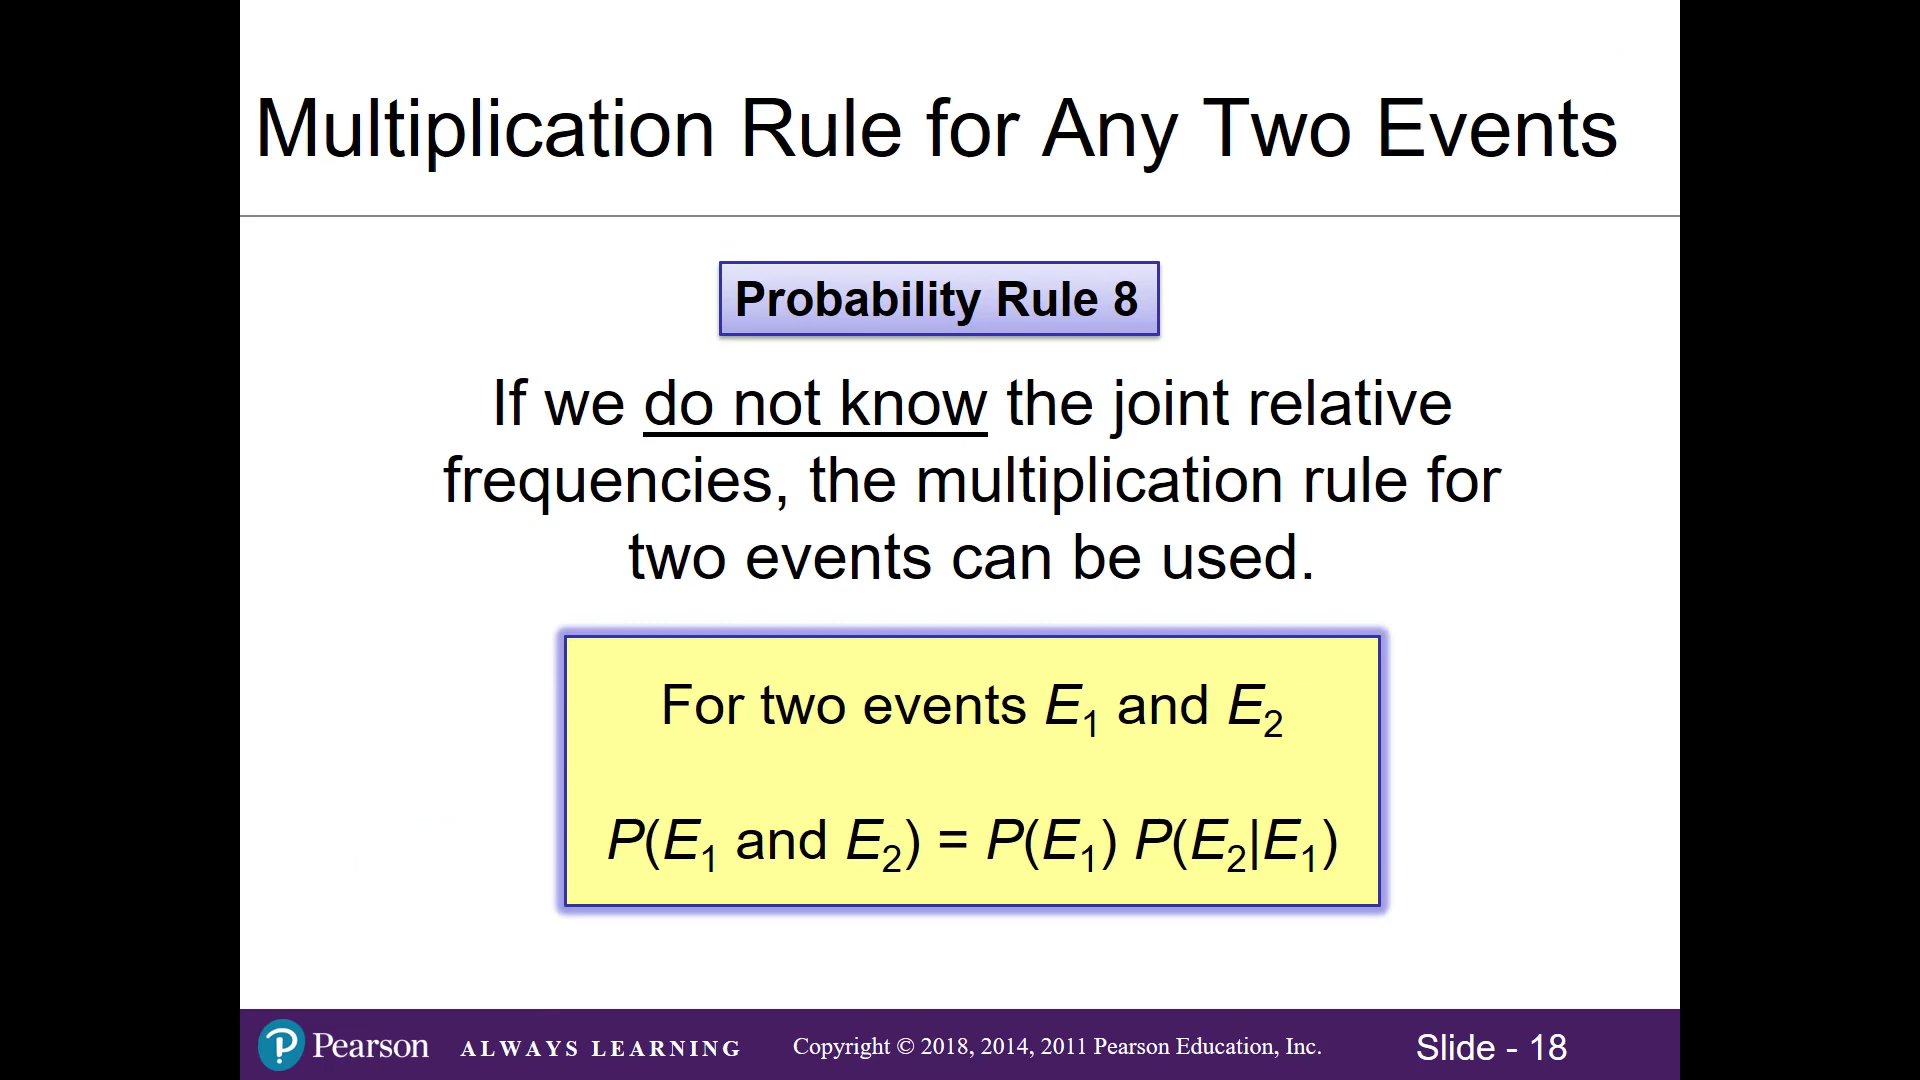 Multiplication Rule for Any Two Events
Probability Rule 8
If we do not know the joint relative
frequencies, the multiplication rule for
two events can be used.
For two events E₁ and E₂
P(E₁ and E₂) = P(E₁) P(E₂|E₁)
Pearson ALWAYS LEARNING Copyright © 2018, 2014, 2011 Pearson Education, Inc. Slide - 18